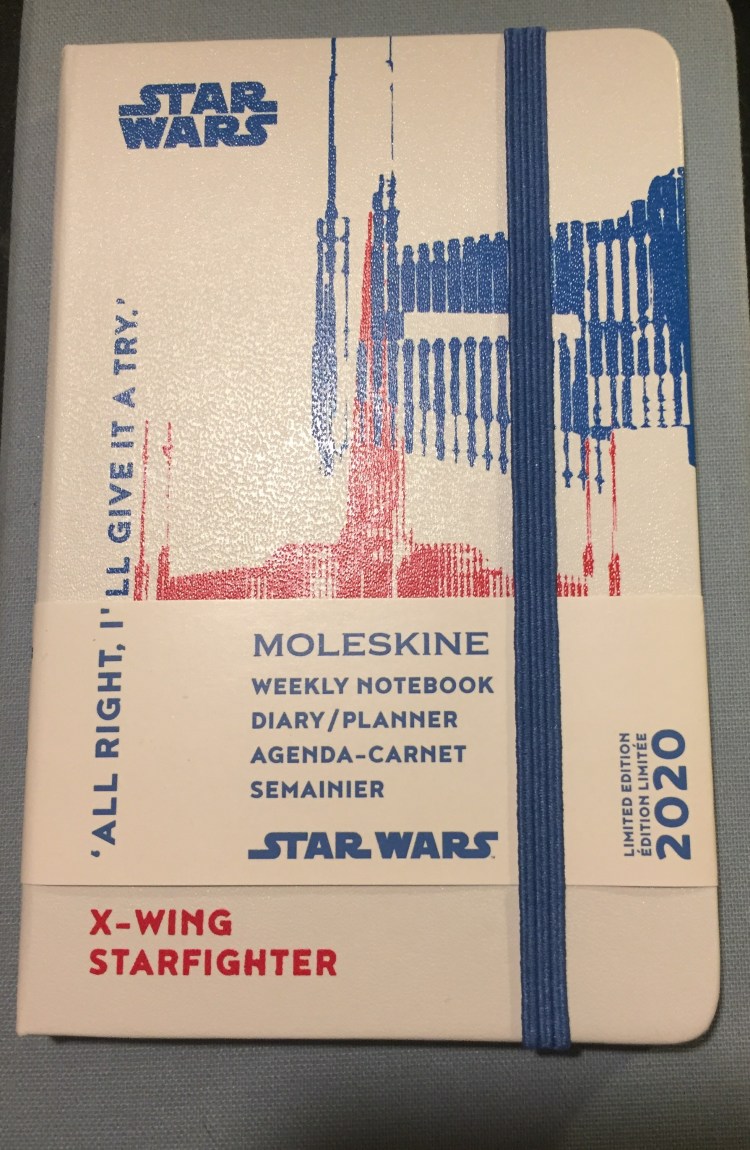 STAR
WARS
'ALL RIGHT, I'LL GIVE IT A TRY.'
MOLESKINE
WEEKLY NOTEBOOK
DIARY/PLANNER
AGENDA-CARNET
SEMAINIER
STAR WARS
LIMITED EDITION
ÉDITION LIMITÉE
2020
X-WING
STARFIGHTER